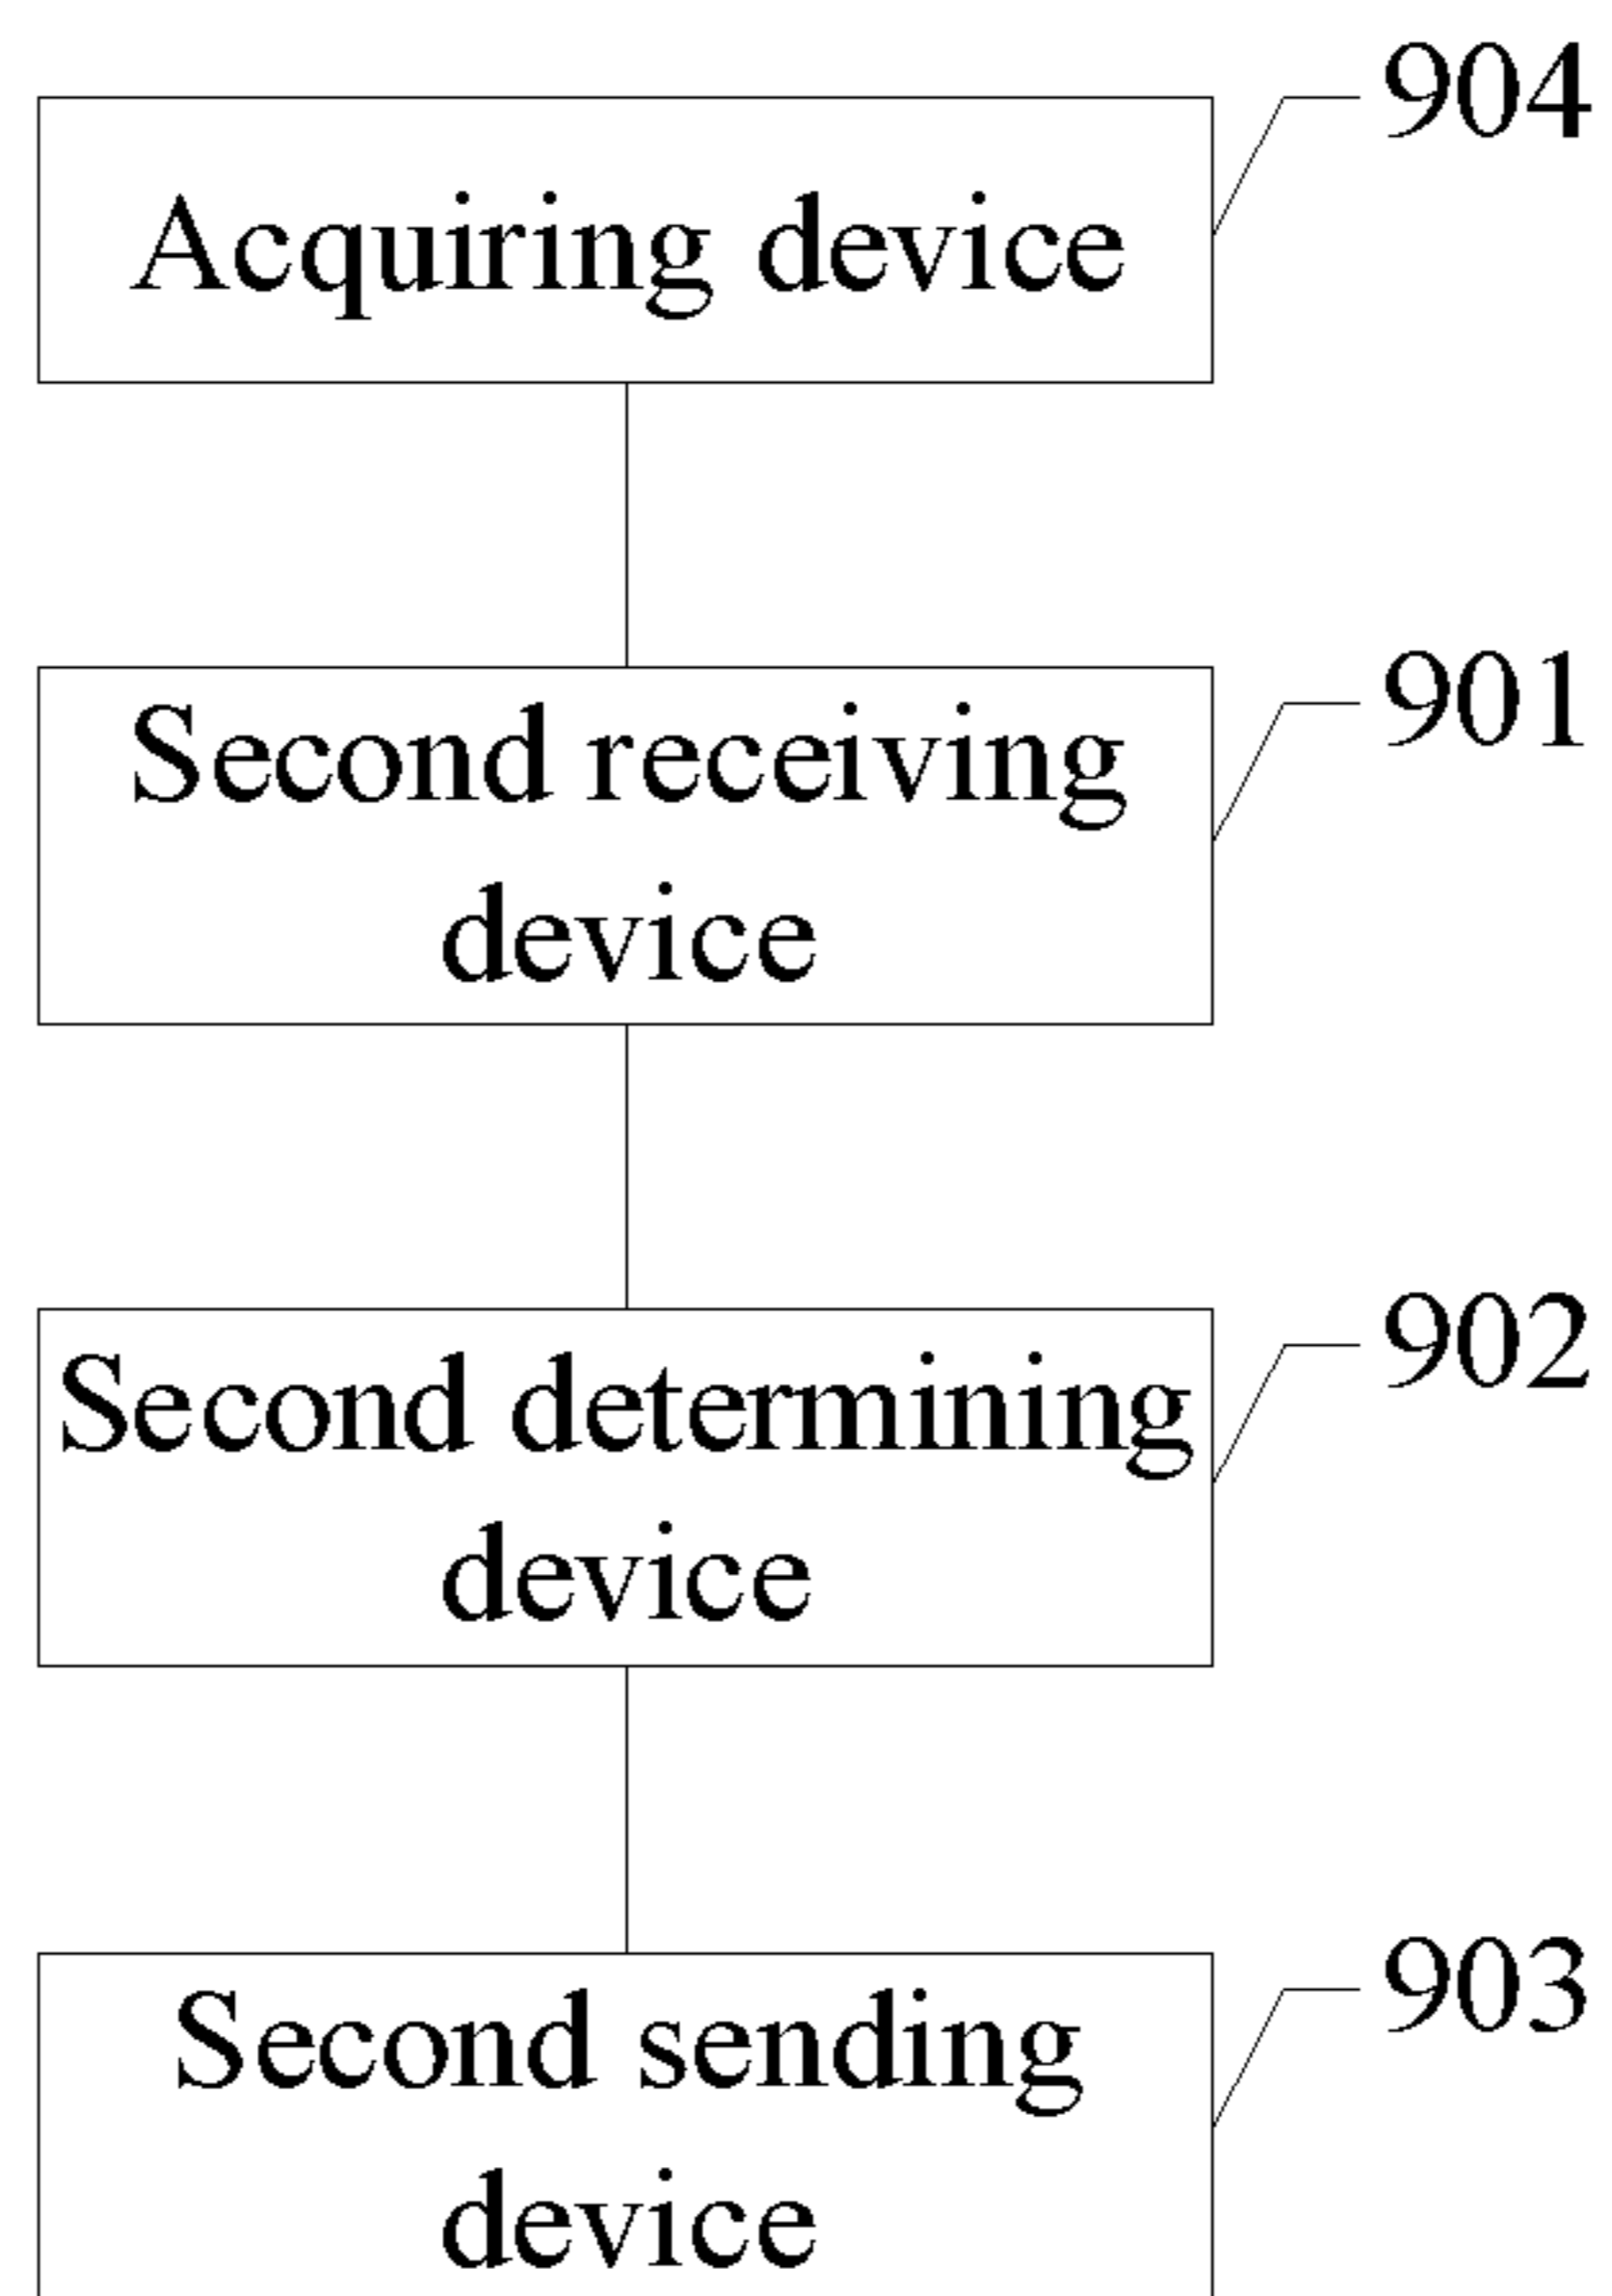 904
Acquiring device
901
Second receiving
device
902
Second determining
device
903
Second sending
device